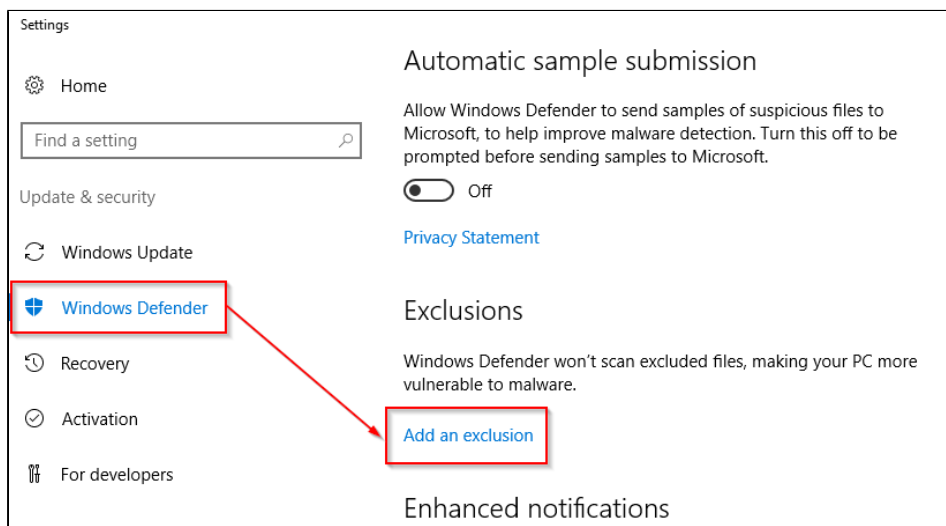 Settings
Home
Find a setting
Update & security
Windows Update
Windows Defender
Recovery
Activation
For developers
Automatic sample submission
Allow Windows Defender to send samples of suspicious files to
Microsoft, to help improve malware detection. Turn this off to be
prompted before sending samples to Microsoft.
Off
Privacy Statement
Exclusions
Windows Defender won't scan excluded files, making your PC more
vulnerable to malware.
Add an exclusion
Enhanced notifications